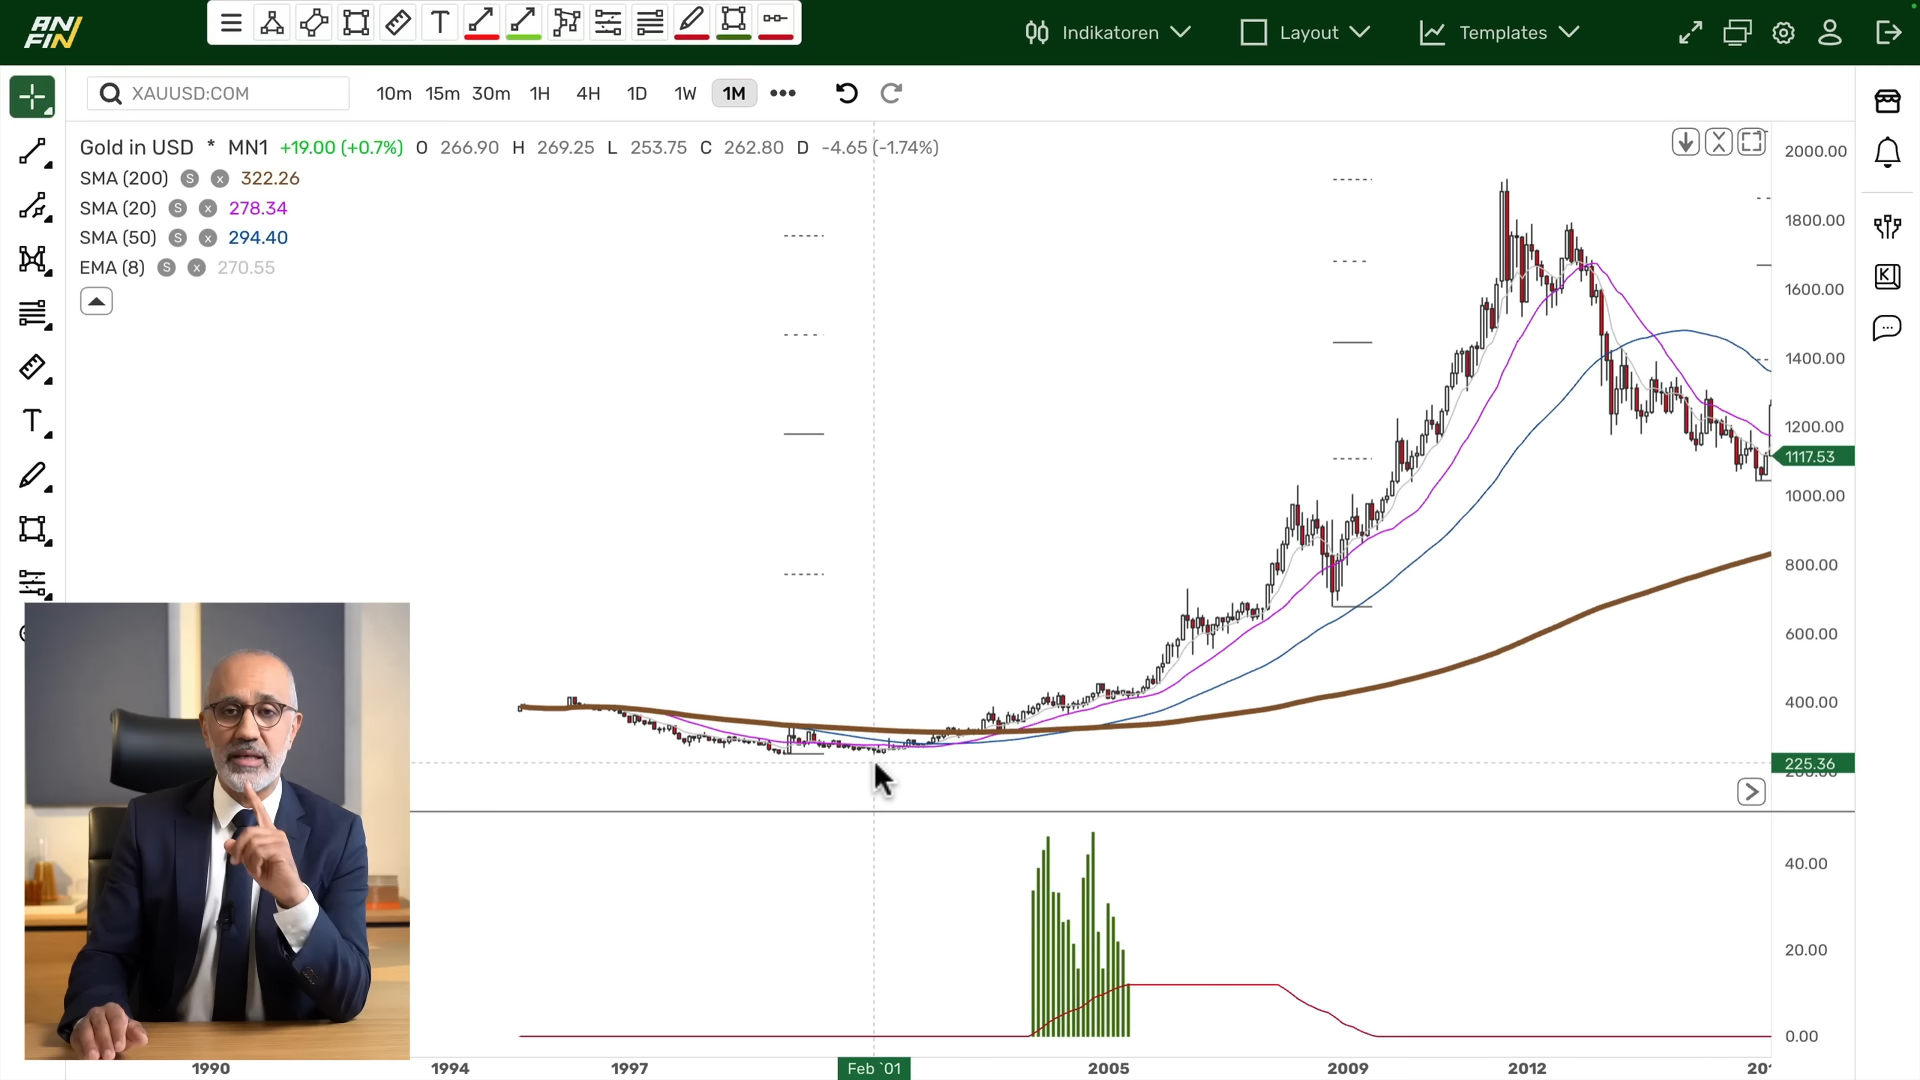 AN
FIN
T
Indikatoren
Layout
Templates
XAUUSD:COM
10m 15m 30m 1H 4H 1D 1W 1M •••
Gold in USD * MN1 +19.00 (+0.7%) O 266.90 H 269.25 L 253.75 C 262.80 D -4.65 (-1.74%)
SMA (200) S x 322.26
SMA (20) S x 278.34
SMA (50) S x 294.40
EMA (8) S x 270.55
T
K
2000.00
1800.00
1600.00
1400.00
1200.00
1117.53
1000.00
800.00
600.00
400.00
225.36
200.00
40.00
20.00
0.00
1990 1994 1997 Feb `01 2005 2009 2012 20